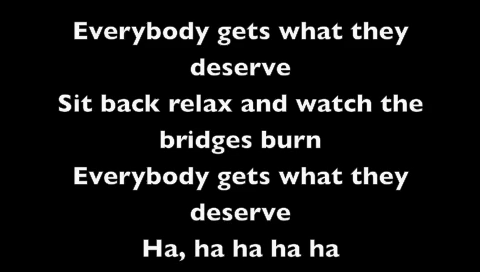 Everybody gets what they
deserve
Sit back relax and watch the
bridges burn
Everybody gets what they
deserve
Ha, ha ha ha ha